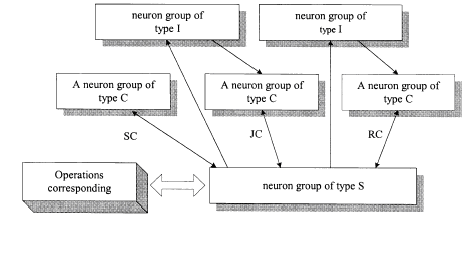 neuron group of
type I
neuron group of
type I
A neuron group of
type C
A neuron group of
type C
A neuron group of
type C
SC
JC
RC
Operations
corresponding
neuron group of type S